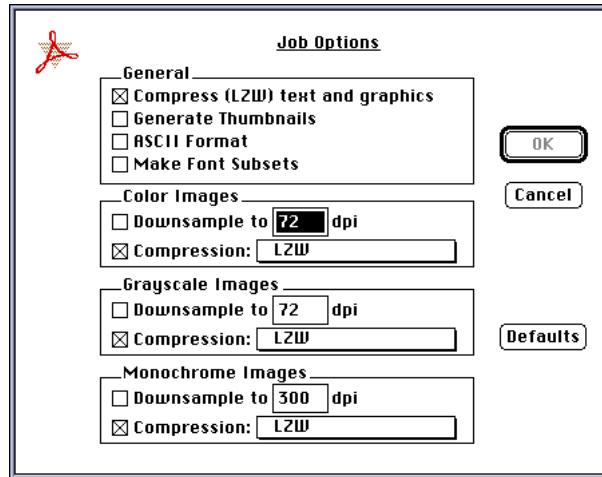 Job Options
General
Compress (LZW) text and graphics
Generate Thumbnails
ASCII Format
Make Font Subsets
OK
Cancel
Color Images
Downsample to 72 dpi
Compression: LZW
Grayscale Images
Downsample to 72 dpi
Compression: LZW
Defaults
Monochrome Images
Downsample to 300 dpi
Compression: LZW